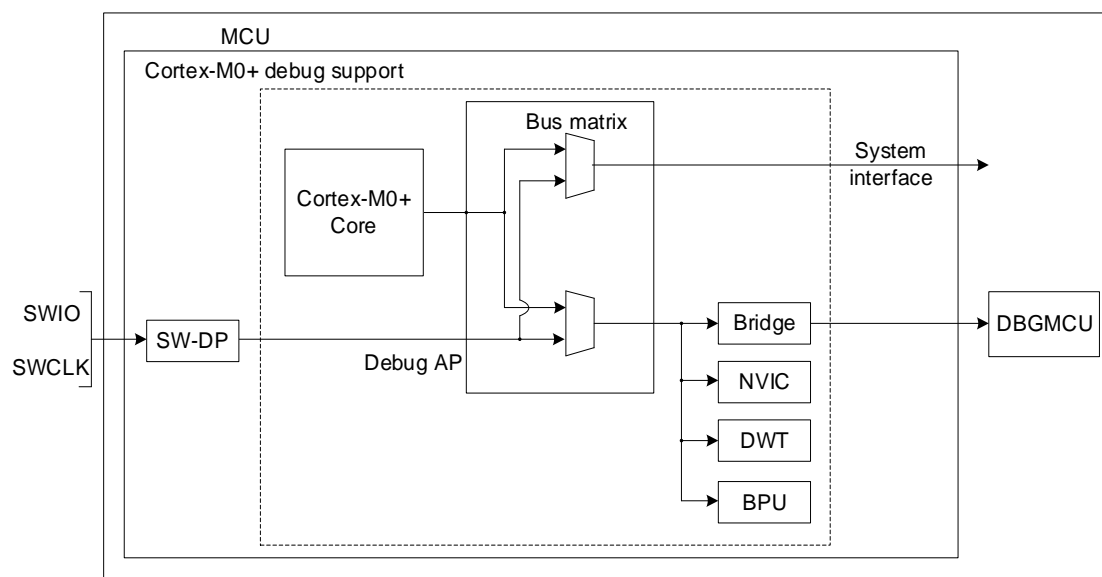 MCU
Cortex-M0+ debug support
Bus matrix
System
interface
Cortex-M0+
Core
SWIO
SWCLK
SW-DP
Debug AP
Bridge
DBGMCU
NVIC
DWT
BPU